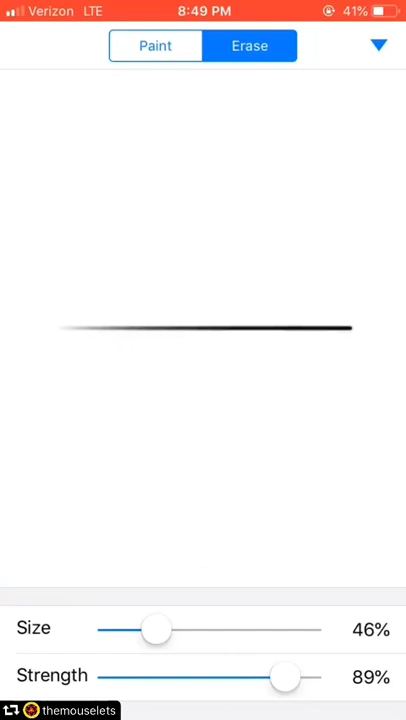 Verizon LTE 8:49 PM 41%
Paint Erase
Size 46%
Strength 89%
themouselets